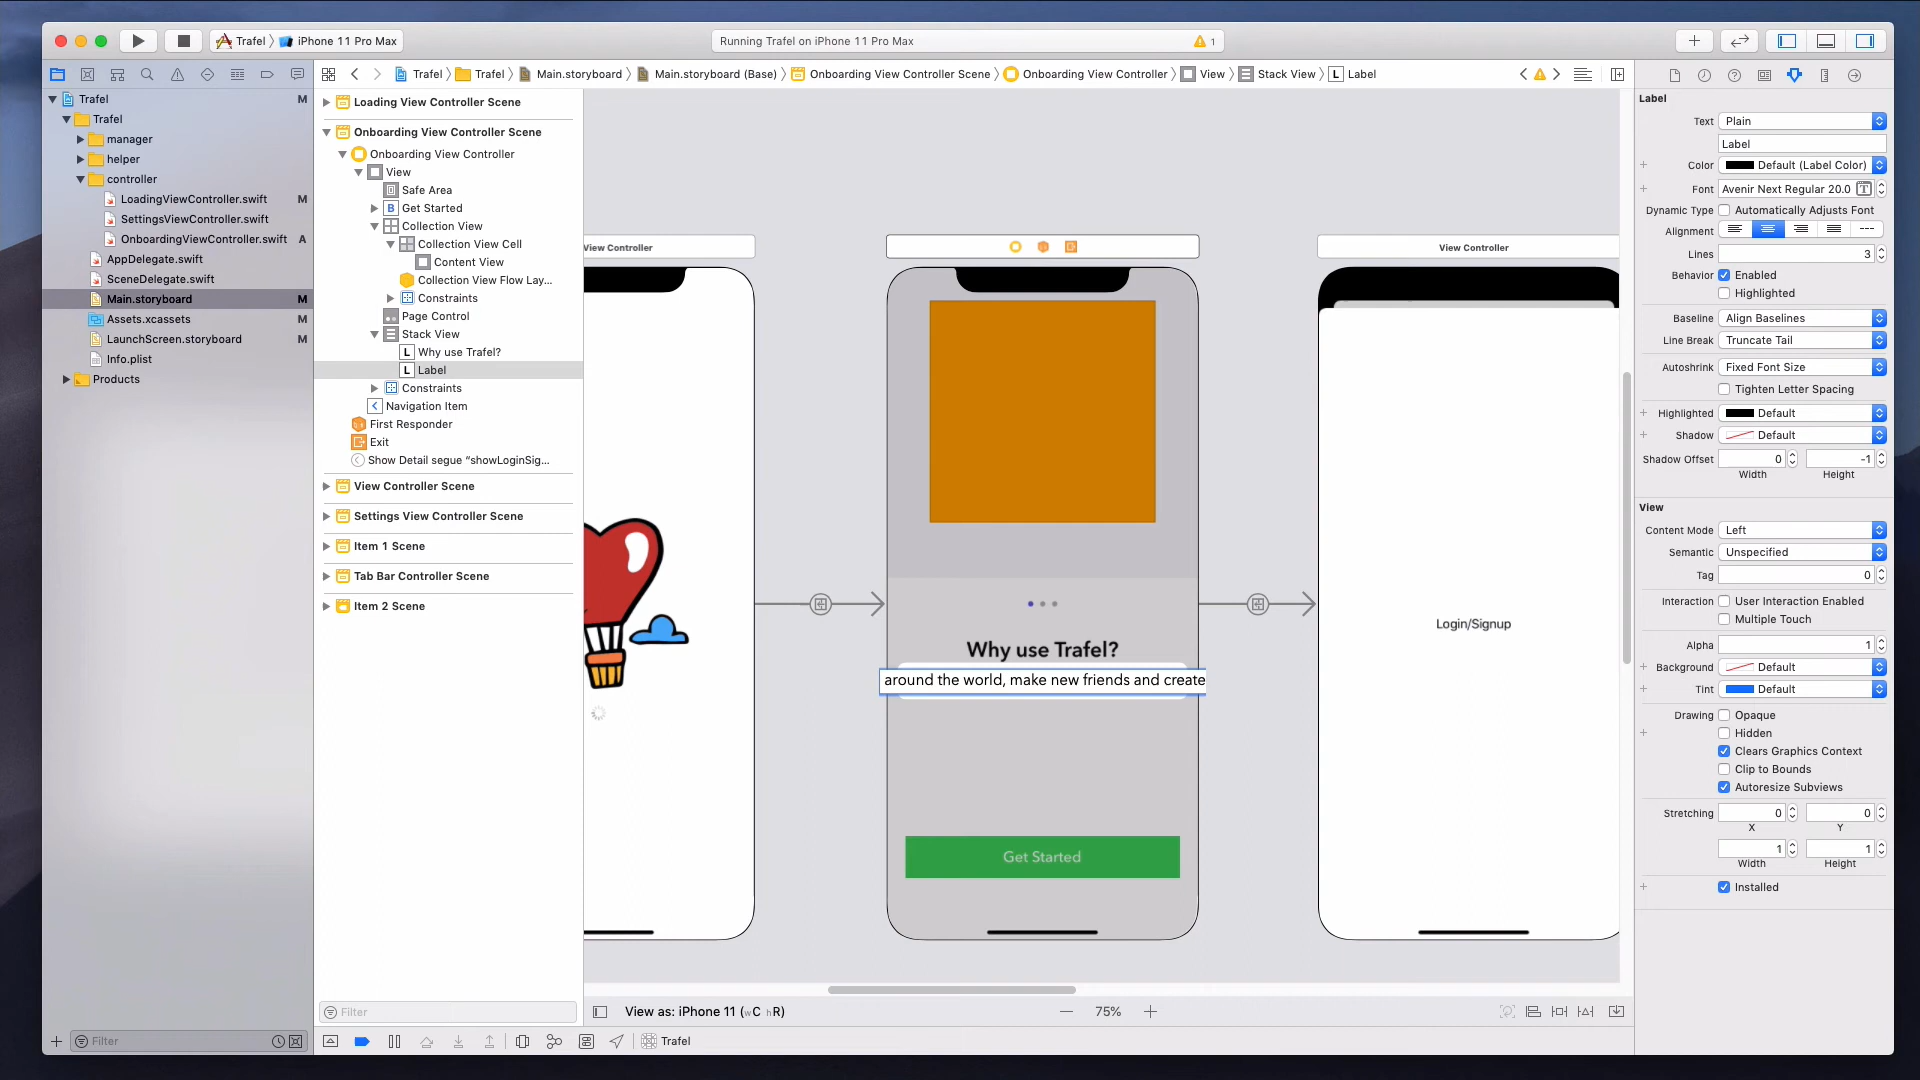 Trafel
iPhone 11 Pro Max
Running Trafel on iPhone 11 Pro Max
1
Trafel
Trafel
Main.storyboard
Main.storyboard (Base)
Onboarding View Controller Scene
Onboarding View Controller
View
Stack View
L
Label
Trafel
M
Trafel
manager
helper
controller
LoadingViewController.swift
M
SettingsViewController.swift
OnboardingViewController.swift
A
AppDelegate.swift
SceneDelegate.swift
Main.storyboard
M
Assets.xcassets
M
LaunchScreen.storyboard
M
Info.plist
Products
Filter
Loading View Controller Scene
Onboarding View Controller Scene
Onboarding View Controller
View
Safe Area
B Get Started
Collection View
Collection View Cell
Content View
Collection View Flow Lay...
Constraints
Page Control
Stack View
L Why use Trafel?
L Label
Constraints
Navigation Item
First Responder
Exit
Show Detail segue “showLoginSig...
View Controller Scene
Settings View Controller Scene
Item 1 Scene
Tab Bar Controller Scene
Item 2 Scene
Filter
View Controller
View Controller
Why use Trafel?
around the world, make new friends and create
Get Started
Login/Signup
View as: iPhone 11 (wC hR)
75%
Trafel
Label
Text
Plain
Label
Color
Default (Label Color)
Font
Avenir Next Regular 20.0
T
Dynamic Type
Automatically Adjusts Font
Alignment
Lines
3
Behavior
Enabled
Highlighted
Baseline
Align Baselines
Line Break
Truncate Tail
Autoshrink
Fixed Font Size
Tighten Letter Spacing
Highlighted
Default
Shadow
Default
Shadow Offset
0
-1
Width
Height
View
Content Mode
Left
Semantic
Unspecified
Tag
0
Interaction
User Interaction Enabled
Multiple Touch
Alpha
1
Background
Default
Tint
Default
Drawing
Opaque
Hidden
Clears Graphics Context
Clip to Bounds
Autoresize Subviews
Stretching
0
0
X
Y
1
1
Width
Height
Installed